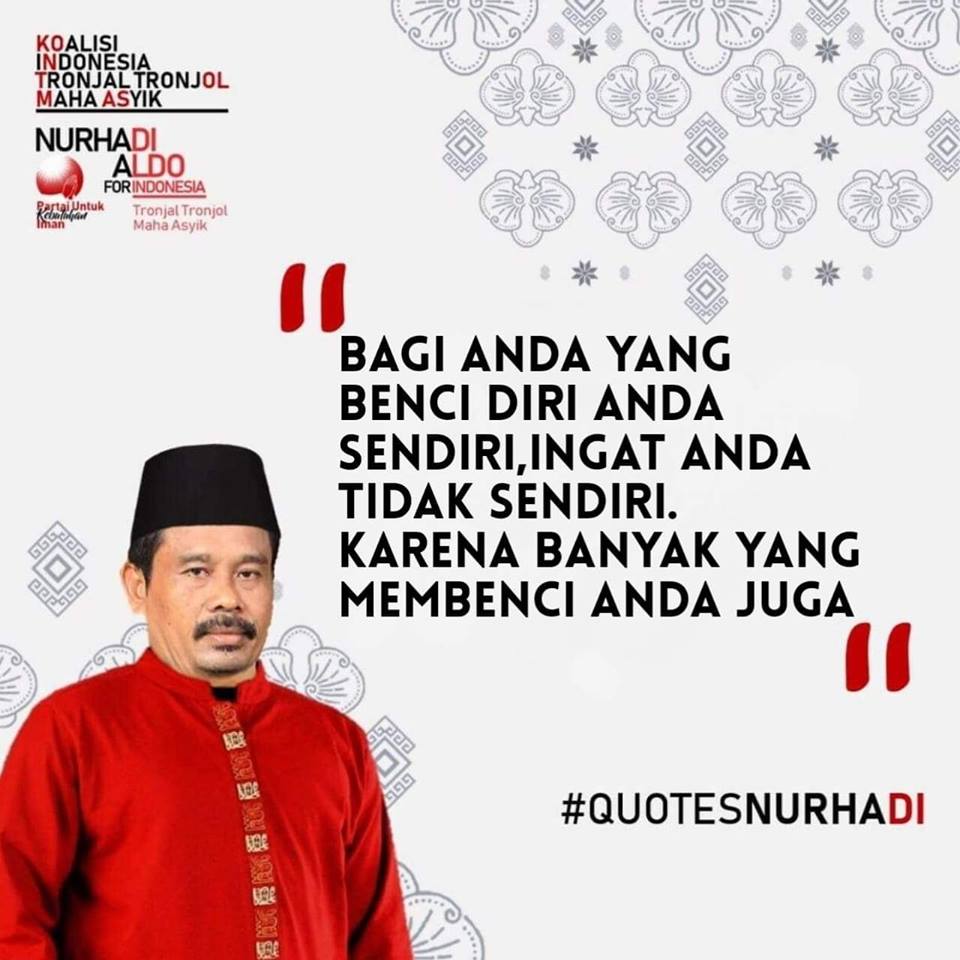 KOALISI
INDONESIA
TRONJAL TRONJOL
MAHA ASYIK
NURHADI
ALDO
FOR INDONESIA
Partai Untuk
Kebutuhan
Iman
Tronjal Tronjol
Maha Asyik
"
BAGI ANDA YANG
BENCI DIRI ANDA
SENDIRI,INGAT ANDA
TIDAK SENDIRI.
KARENA BANYAK YANG
MEMBENCI ANDA JUGA
"
#QUOTESNURHADI